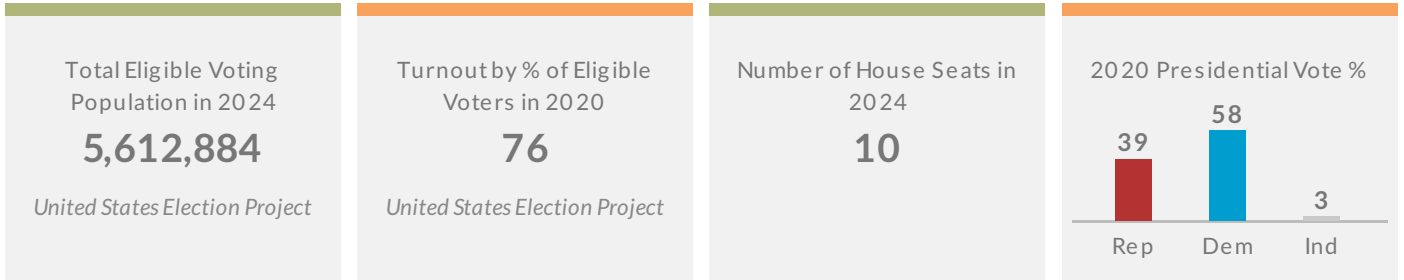 Total Eligible Voting
Population in 2024
5,612,884
United States Election Project
Turnout by % of Eligible
Voters in 2020
76
United States Election Project
Number of House Seats in
2024
10
2020 Presidential Vote %
58
39
3
Rep Dem Ind